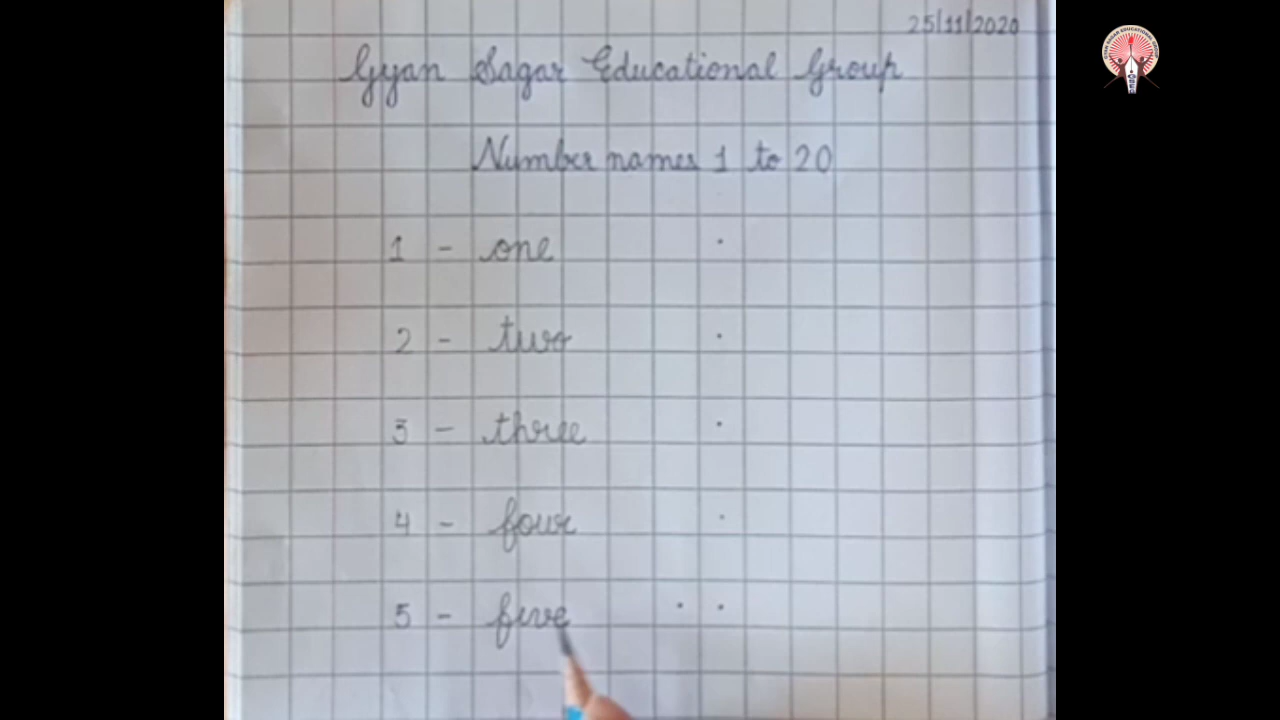 25/11/2020
Gyan Sagar Educational Group
Number names 1 to 20
1 - one
2 - two
3 - three
4 - four
5 - five